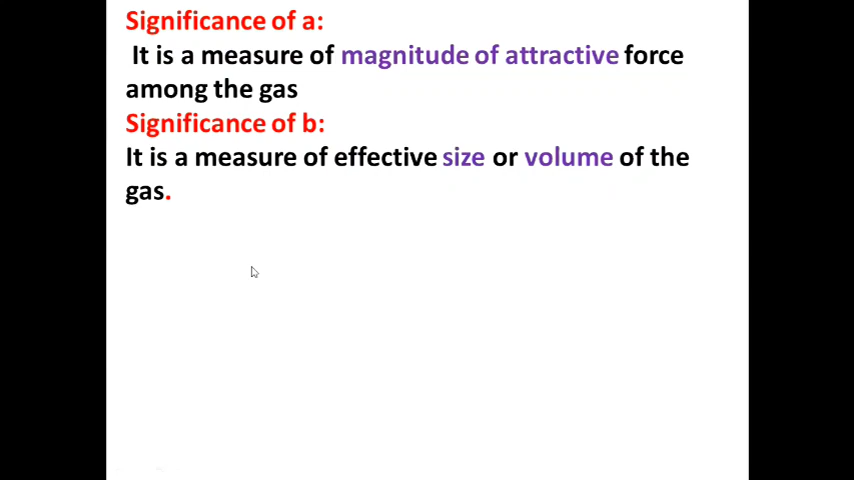 Significance of a:
It is a measure of magnitude of attractive force
among the gas
Significance of b:
It is a measure of effective size or volume of the
gas.